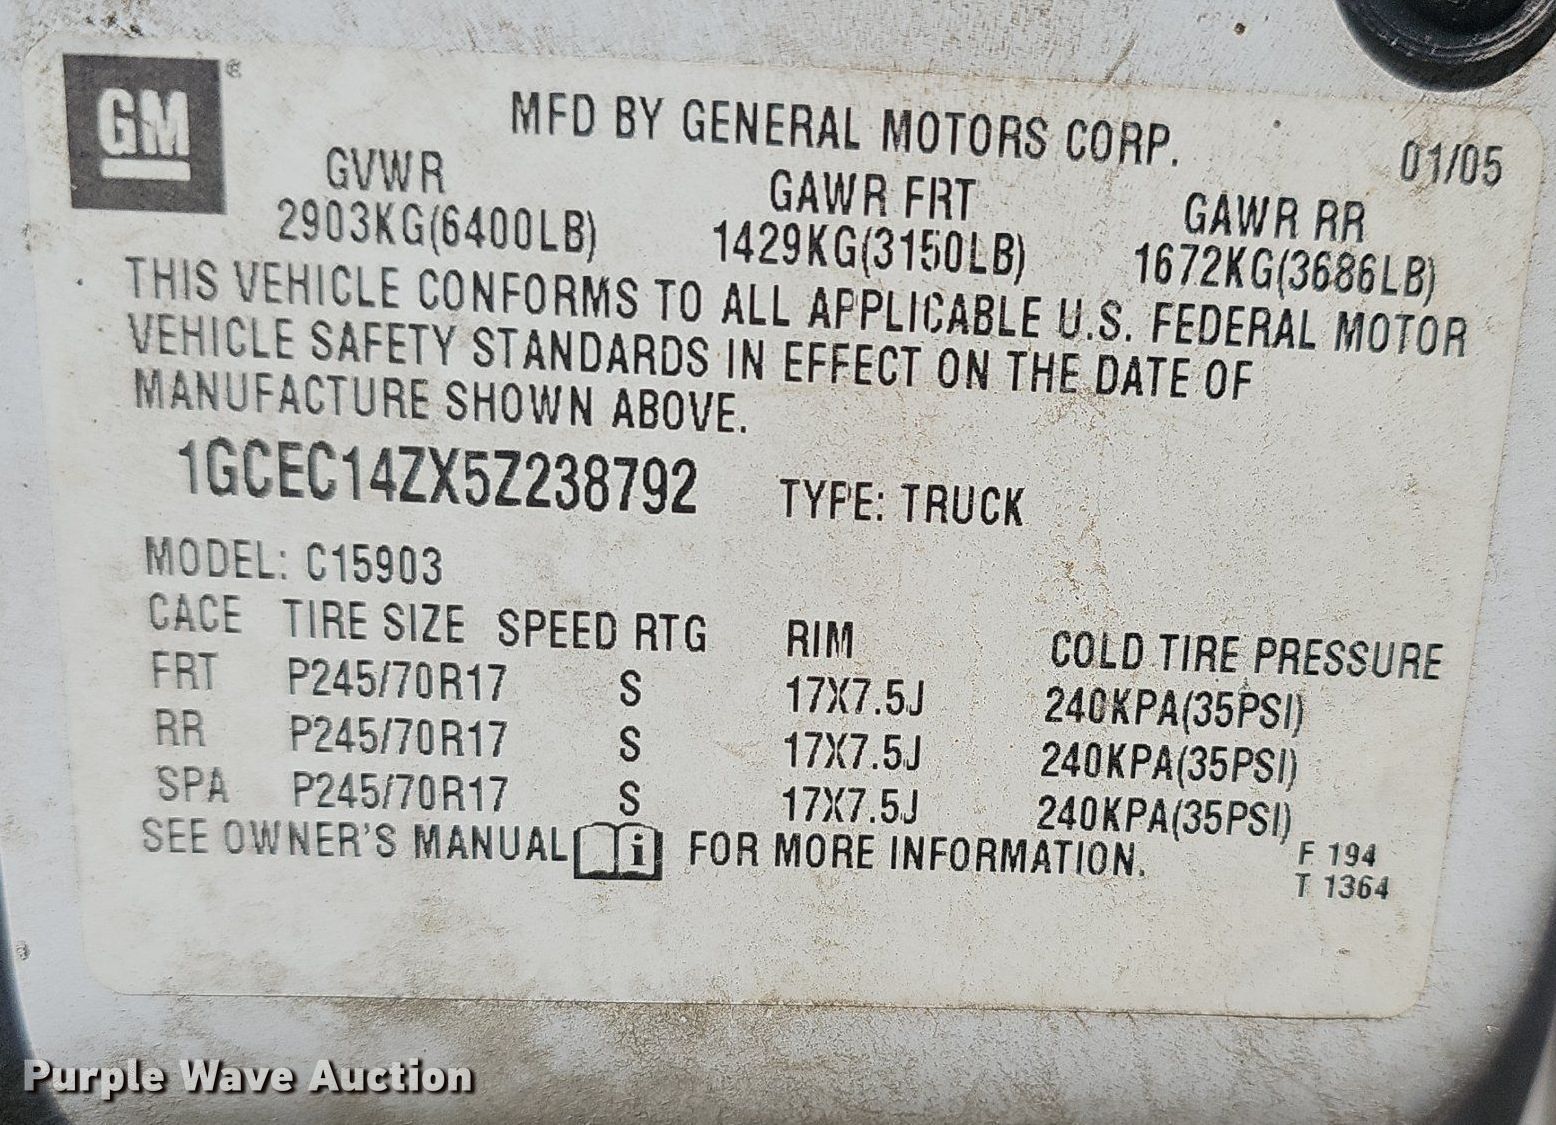 GM®
MFD BY GENERAL MOTORS CORP.
01/05
GVWR
GAWR FRT
GAWR RR
2903KG(6400LB)
1429KG(3150LB)
1672KG(3686LB)
THIS VEHICLE CONFORMS TO ALL APPLICABLE U.S. FEDERAL MOTOR
VEHICLE SAFETY STANDARDS IN EFFECT ON THE DATE OF
MANUFACTURE SHOWN ABOVE.
1GCEC14ZX5Z238792 TYPE: TRUCK
MODEL: C15903
CACE TIRE SIZE SPEED RTG RIM COLD TIRE PRESSURE
FRT P245/70R17 S 17X7.5J 240KPA(35PSI)
RR P245/70R17 S 17X7.5J 240KPA(35PSI)
SPA P245/70R17 S 17X7.5J 240KPA(35PSI)
SEE OWNER'S MANUAL i FOR MORE INFORMATION.
F 194
T 1364
Purple Wave Auction